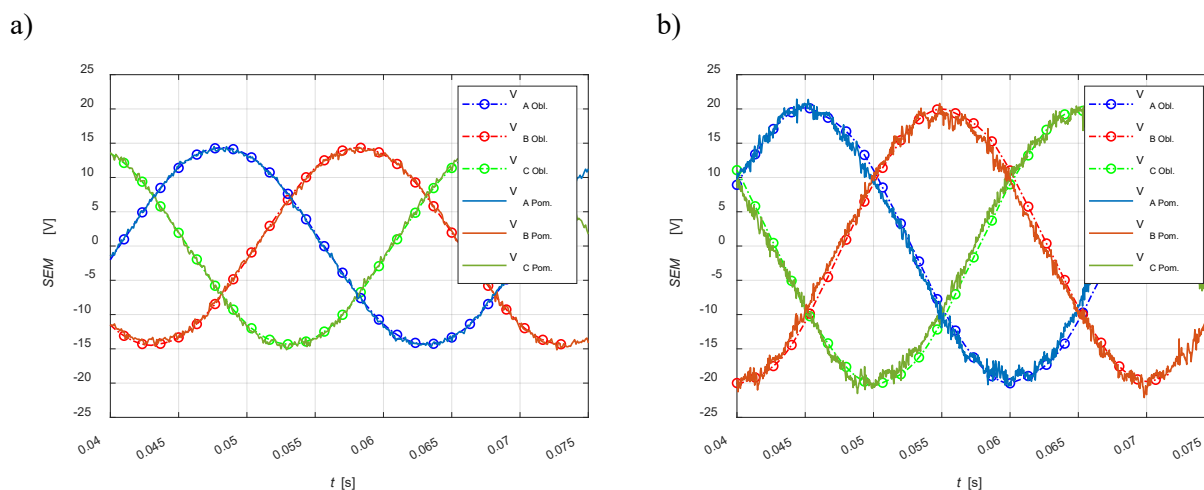 a)
b)
25
20
15
10
5
0
-5
-10
-15
-20
-25
SEM [V]
0.04
0.045
0.05
0.055
0.06
0.065
0.07
0.075
t [s]
V A Obl.
V B Obl.
V C Obl.
V A Pom.
V B Pom.
V C Pom.
25
20
15
10
5
0
-5
-10
-15
-20
-25
SEM [V]
0.04
0.045
0.05
0.055
0.06
0.065
0.07
0.075
t [s]
V A Obl.
V B Obl.
V C Obl.
V A Pom.
V B Pom.
V C Pom.